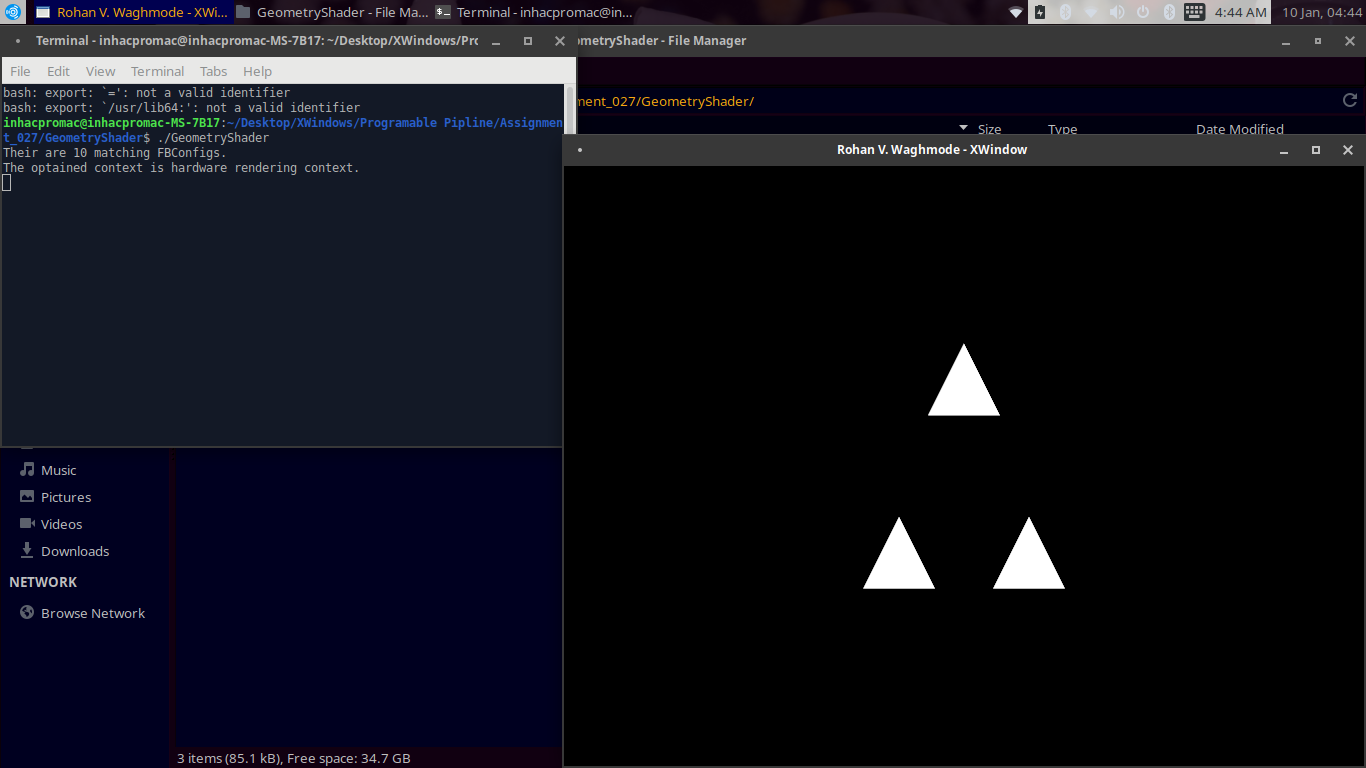 Rohan V. Waghmode - XWi...
GeometryShader - File Ma...
Terminal - inhacpromac@in...
4:44 AM
10 Jan, 04:44
Terminal - inhacpromac@inhacpromac-MS-7B17: ~/Desktop/XWindows/Prc
ometryShader - File Manager
File Edit View Terminal Tabs Help
bash: export: `=': not a valid identifier
bash: export: `/usr/lib64:': not a valid identifier
inhacpromac@inhacpromac-MS-7B17:~/Desktop/XWindows/Programable Pipline/Assignmen
t_027/GeometryShader$ ./GeometryShader
Their are 10 matching FBConfigs.
The optained context is hardware rendering context.
ment_027/GeometryShader/
Size Type Date Modified
Rohan V. Waghmode - XWindow
Music
Pictures
Videos
Downloads
NETWORK
Browse Network
3 items (85.1 kB), Free space: 34.7 GB